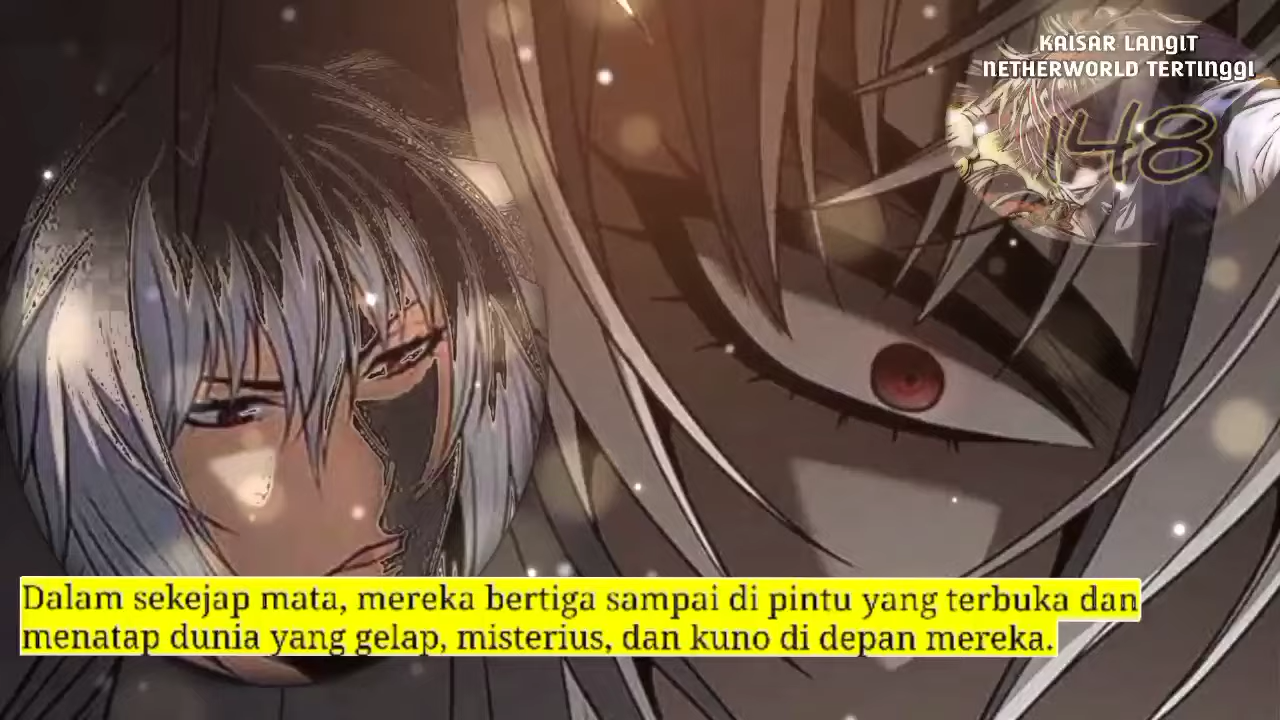 KAISAR LANGIT
NETHERWORLD TERTINGGI
148
Dalam sekejap mata, mereka bertiga sampai di pintu yang terbuka dan
menatap dunia yang gelap, misterius, dan kuno di depan mereka.